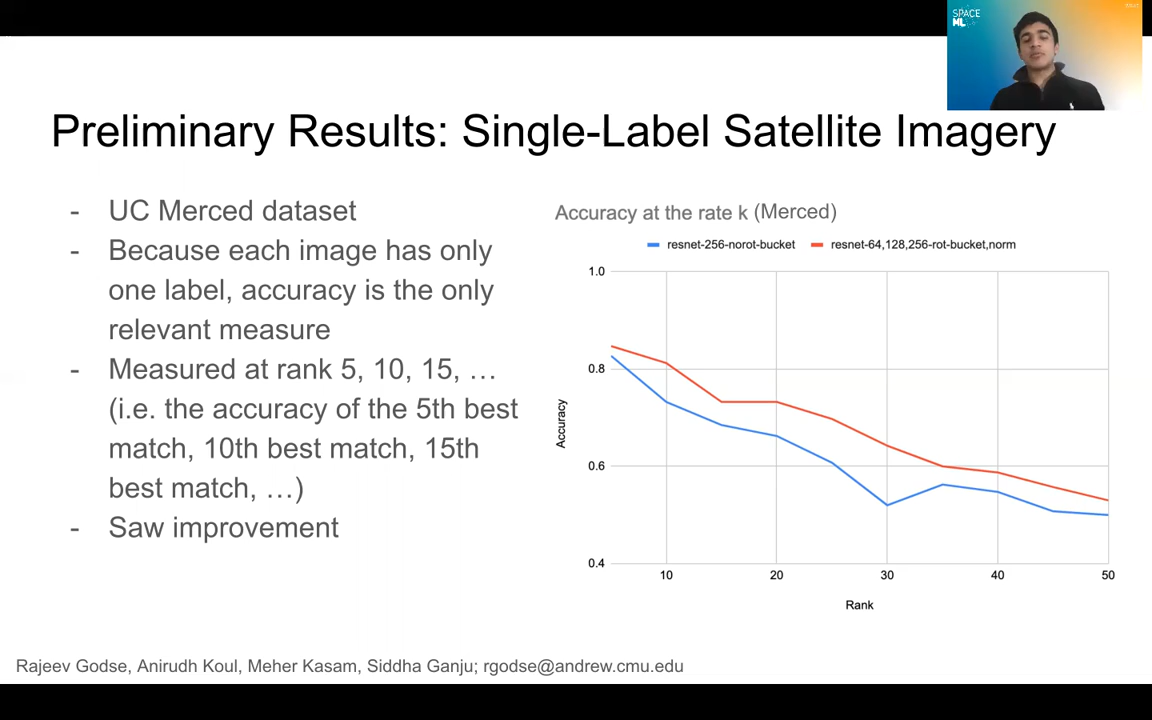 SPACE
ML
Preliminary Results: Single-Label Satellite Imagery
- UC Merced dataset
- Because each image has only
one label, accuracy is the only
relevant measure
- Measured at rank 5, 10, 15, …
(i.e. the accuracy of the 5th best
match, 10th best match, 15th
best match, …)
- Saw improvement
Accuracy at the rate k (Merced)
resnet-256-norot-bucket resnet-64,128,256-rot-bucket,norm
1.0
0.8
0.6
0.4
Accuracy
10 20 30 40 50
Rank
Rajeev Godse, Anirudh Koul, Meher Kasam, Siddha Ganju; rgodse@andrew.cmu.edu